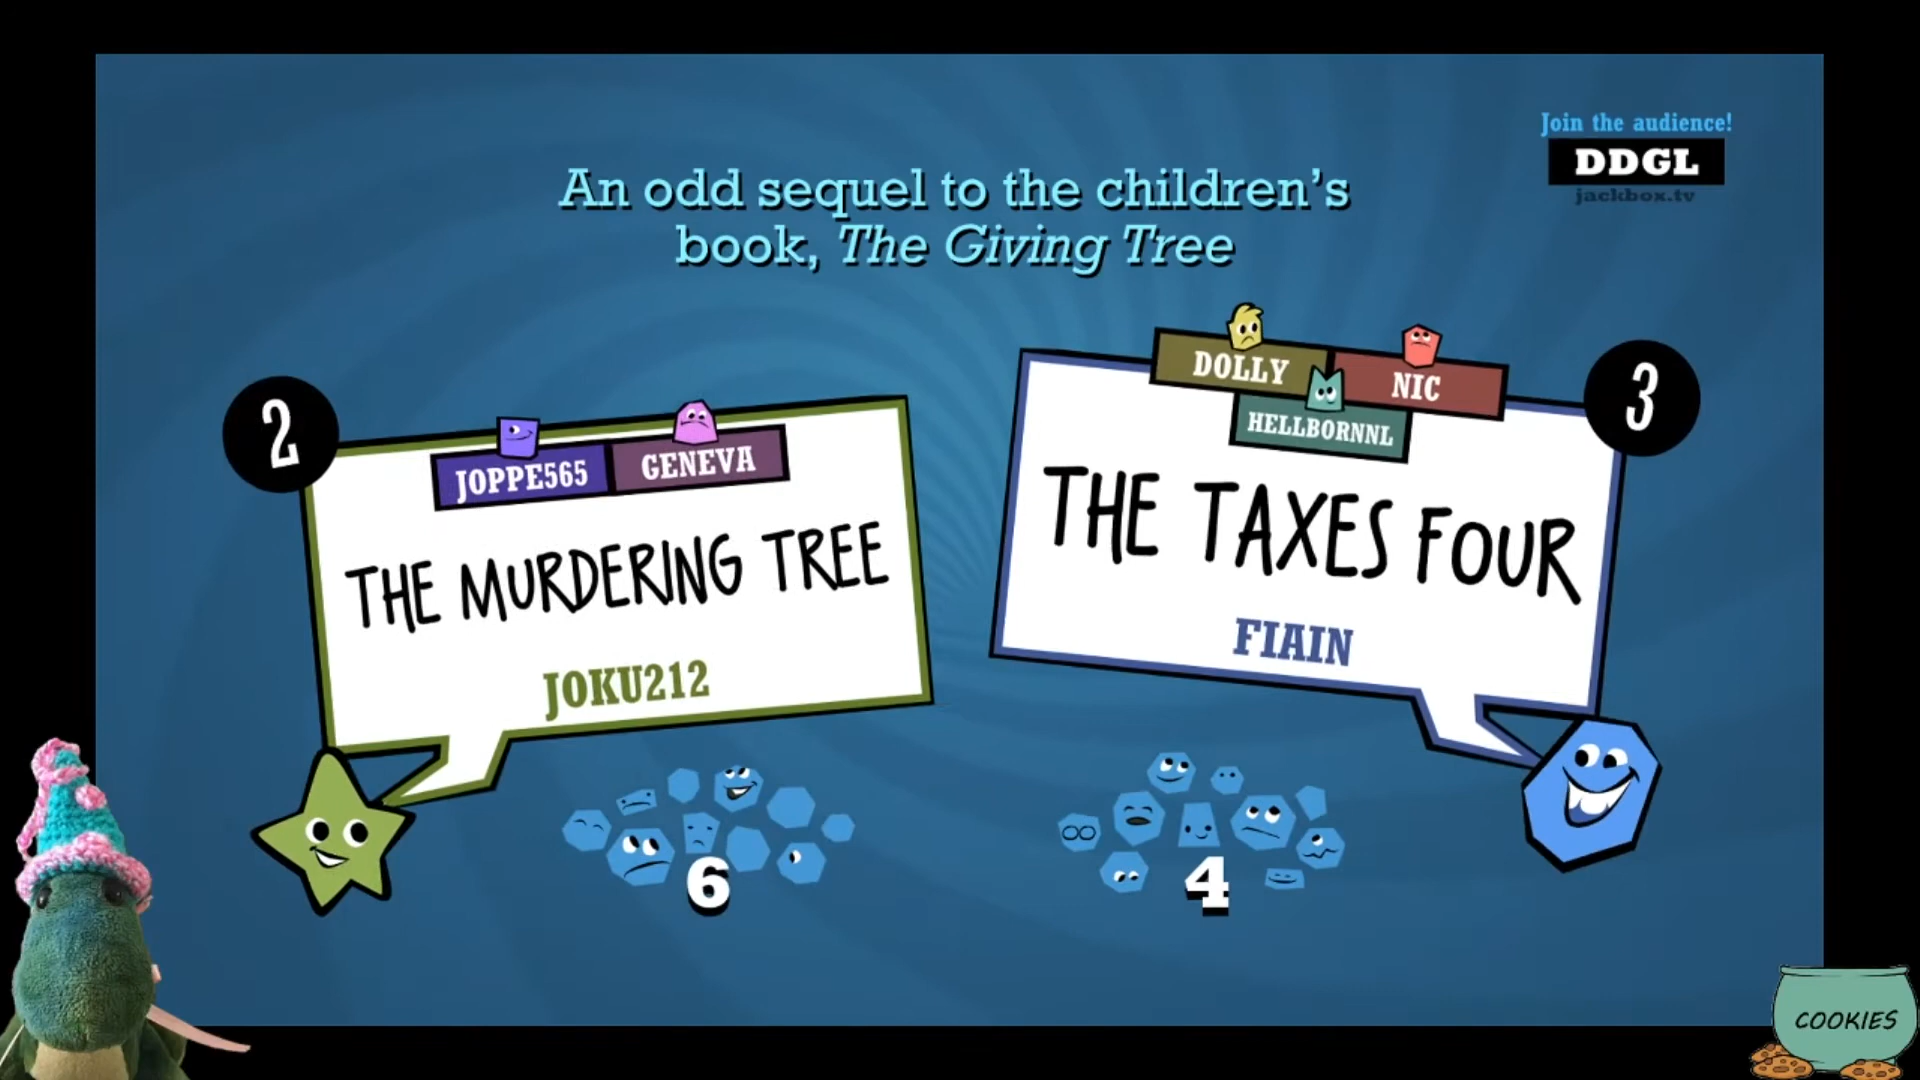 Join the audience!
DDGL
jackbox.tv
An odd sequel to the children's
book, The Giving Tree
2
JOPPE565
GENEVA
THE MURDERING TREE
JOKU212
6
3
DOLLY
NIC
HELLBORNNL
THE TAXES FOUR
FIAIN
4
COOKIES